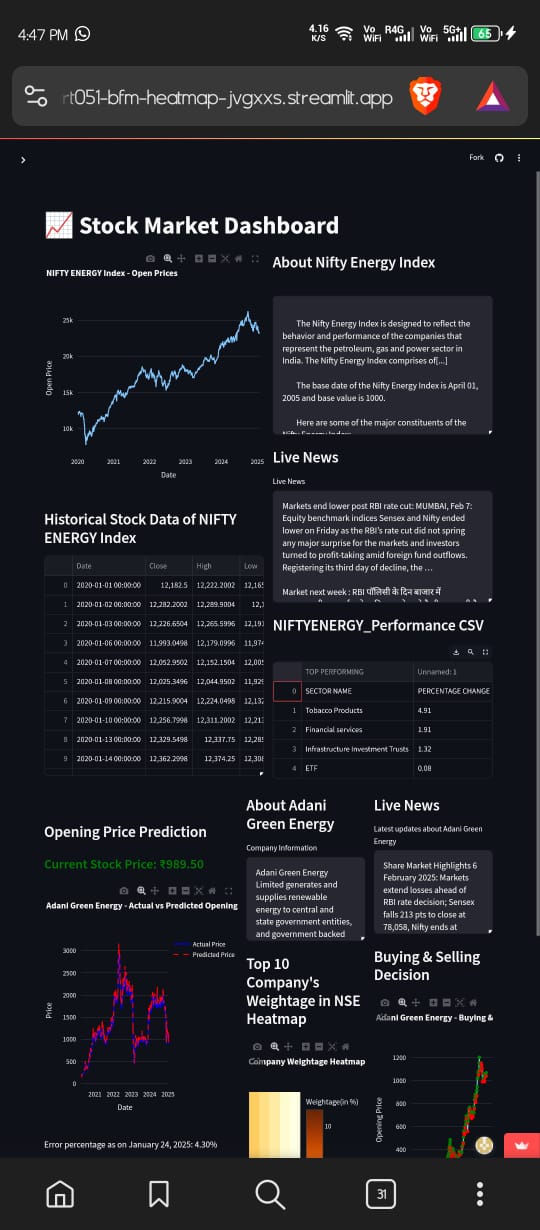 4:47 PM
4.16 K/S
Vo WiFi
R4G
Vo WiFi
5G+
65
rt051-bfm-heatmap-jvgxxs.streamlit.app
Fork
📈 Stock Market Dashboard
NIFTY ENERGY Index - Open Prices
25k
20k
15k
10k
Open Price
2020 2021 2022 2023 2024 2025
Date
About Nifty Energy Index
The Nifty Energy Index is designed to reflect the
behavior and performance of the companies that
represent the petroleum, gas and power sector in
India. The Nifty Energy Index comprises of[...]
The base date of the Nifty Energy Index is April 01,
2005 and base value is 1000.
Here are some of the major constituents of the
Nifty Energy Index:
Live News
Live News
Markets end lower post RBI rate cut: MUMBAI, Feb 7:
Equity benchmark indices Sensex and Nifty ended
lower on Friday as the RBI's rate cut did not spring
any major surprise for the markets and investors
turned to profit-taking amid foreign fund outflows.
Registering its third day of decline, the ...
Market next week : RBI पॉलिसी के दिन बाजार में
Historical Stock Data of NIFTY
ENERGY Index
Date Close High Low
0 2020-01-01 00:00:00 12,182.5 12,222.2002 12,165
1 2020-01-02 00:00:00 12,282.2002 12,289.9004 12,1
2 2020-01-03 00:00:00 12,226.6504 12,265.5996 12,191
3 2020-01-06 00:00:00 11,993.0498 12,179.0996 11,974
4 2020-01-07 00:00:00 12,052.9502 12,152.1504 12,005
5 2020-01-08 00:00:00 12,025.3496 12,044.9502 11,929
6 2020-01-09 00:00:00 12,215.9004 12,224.0498 12,132
7 2020-01-10 00:00:00 12,256.7998 12,311.2002 12,213
8 2020-01-13 00:00:00 12,329.5498 12,337.75 12,285
9 2020-01-14 00:00:00 12,362.2998 12,374.25 12,308
NIFTYENERGY_Performance CSV
TOP PERFORMING Unnamed: 1
0 SECTOR NAME PERCENTAGE CHANGE
1 Tobacco Products 4.91
2 Financial services 1.91
3 Infrastructure Investment Trusts 1.32
4 ETF 0.08
Opening Price Prediction
Current Stock Price: ₹989.50
Adani Green Energy - Actual vs Predicted Opening
Actual Price
Predicted Price
3000
2500
2000
1500
1000
500
0
Price
2021 2022 2023 2024 2025
Date
Error percentage as on January 24, 2025: 4.30%
About Adani
Green Energy
Company Information
Adani Green Energy
Limited generates and
supplies renewable
energy to central and
state government entities,
and government backed
Top 10
Company's
Weightage in NSE
Heatmap
Company Weightage Heatmap
Weightage(in %)
10
Live News
Latest updates about Adani Green
Energy
Share Market Highlights 6
February 2025: Markets
extend losses ahead of
RBI rate decision; Sensex
falls 213 pts to close at
78,058, Nifty ends at
Buying & Selling
Decision
Adani Green Energy - Buying &
1200
1000
800
600
400
Opening Price
31